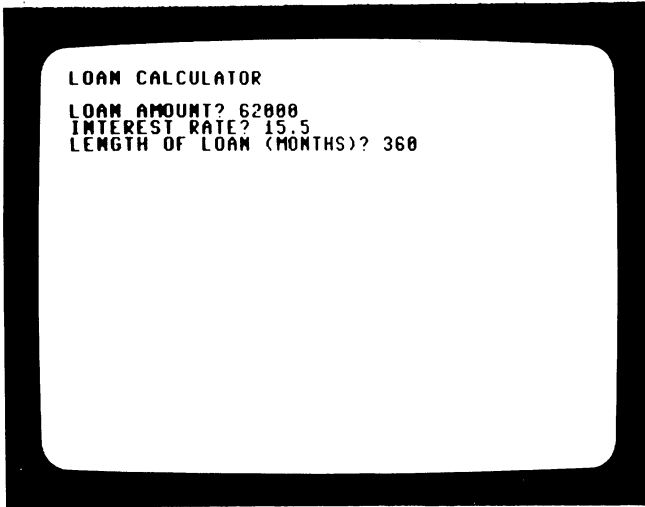 LOAN CALCULATOR
LOAN AMOUNT? 62000
INTEREST RATE? 15.5
LENGTH OF LOAN (MONTHS)? 360